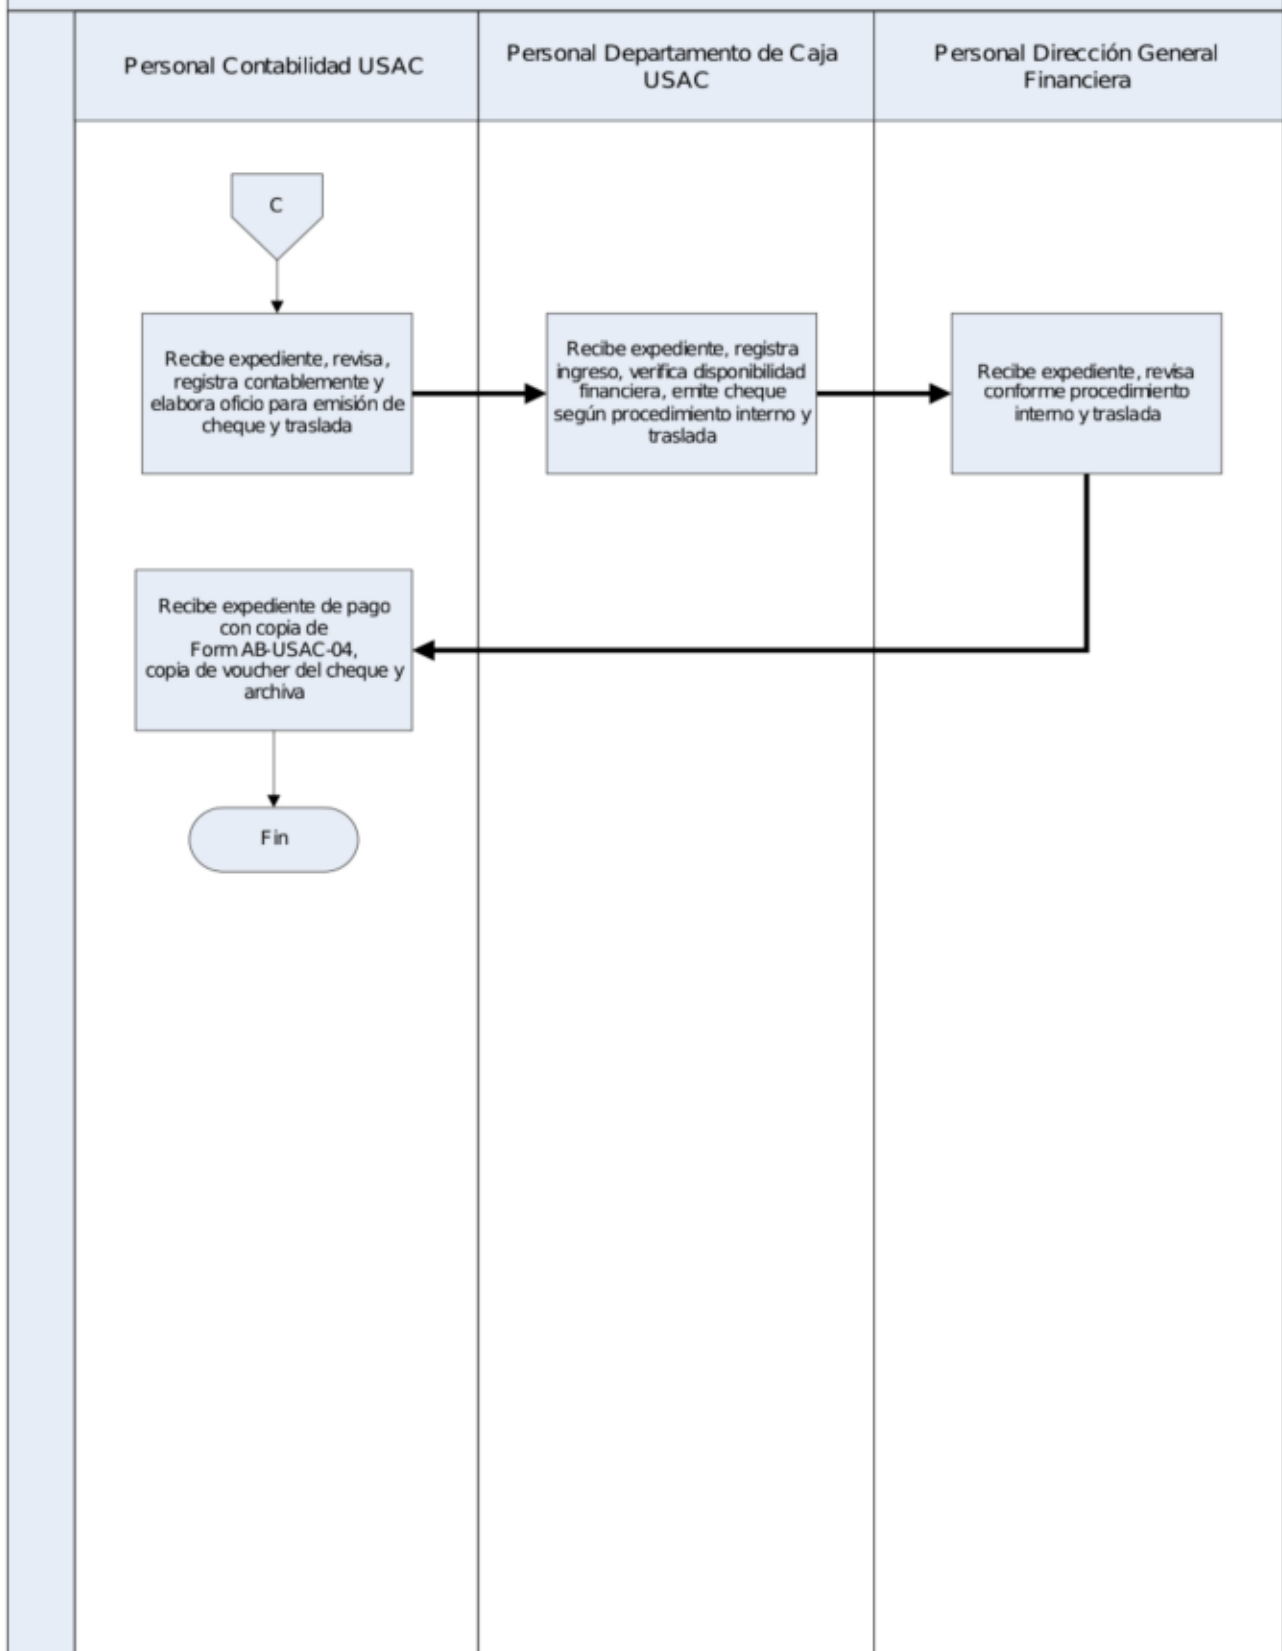 Personal Contabilidad USAC
Personal Departamento de Caja
USAC
Personal Dirección General
Financiera
C
Recibe expediente, revisa,
registra contablemente y
elabora oficio para emisión de
cheque y traslada
Recibe expediente, registra
ingreso, verifica disponibilidad
financiera, emite cheque
según procedimiento interno y
traslada
Recibe expediente, revisa
conforme procedimiento
interno y traslada
Recibe expediente de pago
con copia de
Form AB-USAC-04,
copia de voucher del cheque y
archiva
Fin